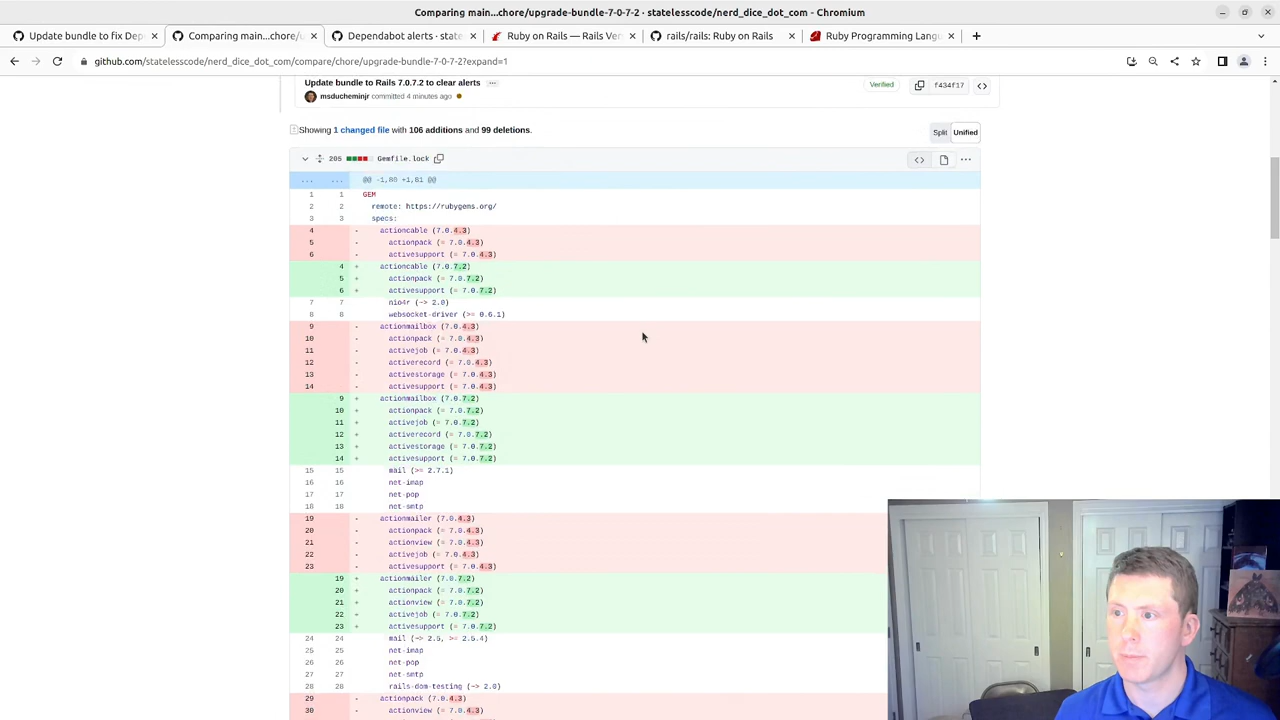 Comparing main...chore/upgrade-bundle-7-0-7-2 · statelesscode/nerd_dice_dot_com - Chromium
Update bundle to fix Dep
Comparing main...chore/u
Dependabot alerts · state
Ruby on Rails — Rails Ver
rails/rails: Ruby on Rails
Ruby Programming Lang
github.com/statelesscode/nerd_dice_dot_com/compare/chore/upgrade-bundle-7-0-7-2?expand=1
Update bundle to Rails 7.0.7.2 to clear alerts ...
Verified
f434f17
msducheminjr committed 4 minutes ago
Showing 1 changed file with 106 additions and 99 deletions.
Split Unified
205 Gemfile.lock
... ... @@ -1,80 +1,81 @@
1 1 GEM
2 2 remote: https://rubygems.org/
3 3 specs:
4 - actioncable (7.0.4.3)
5 - actionpack (= 7.0.4.3)
6 - activesupport (= 7.0.4.3)
4 + actioncable (7.0.7.2)
5 + actionpack (= 7.0.7.2)
6 + activesupport (= 7.0.7.2)
7 7 nio4r (~> 2.0)
8 8 websocket-driver (>= 0.6.1)
9 - actionmailbox (7.0.4.3)
10 - actionpack (= 7.0.4.3)
11 - activejob (= 7.0.4.3)
12 - activerecord (= 7.0.4.3)
13 - activestorage (= 7.0.4.3)
14 - activesupport (= 7.0.4.3)
9 + actionmailbox (7.0.7.2)
10 + actionpack (= 7.0.7.2)
11 + activejob (= 7.0.7.2)
12 + activerecord (= 7.0.7.2)
13 + activestorage (= 7.0.7.2)
14 + activesupport (= 7.0.7.2)
15 15 mail (>= 2.7.1)
16 16 net-imap
17 17 net-pop
18 18 net-smtp
19 - actionmailer (7.0.4.3)
20 - actionpack (= 7.0.4.3)
21 - actionview (= 7.0.4.3)
22 - activejob (= 7.0.4.3)
23 - activesupport (= 7.0.4.3)
19 + actionmailer (7.0.7.2)
20 + actionpack (= 7.0.7.2)
21 + actionview (= 7.0.7.2)
22 + activejob (= 7.0.7.2)
23 + activesupport (= 7.0.7.2)
24 24 mail (~> 2.5, >= 2.5.4)
25 25 net-imap
26 26 net-pop
27 27 net-smtp
28 28 rails-dom-testing (~> 2.0)
29 - actionpack (7.0.4.3)
30 - actionview (= 7.0.4.3)